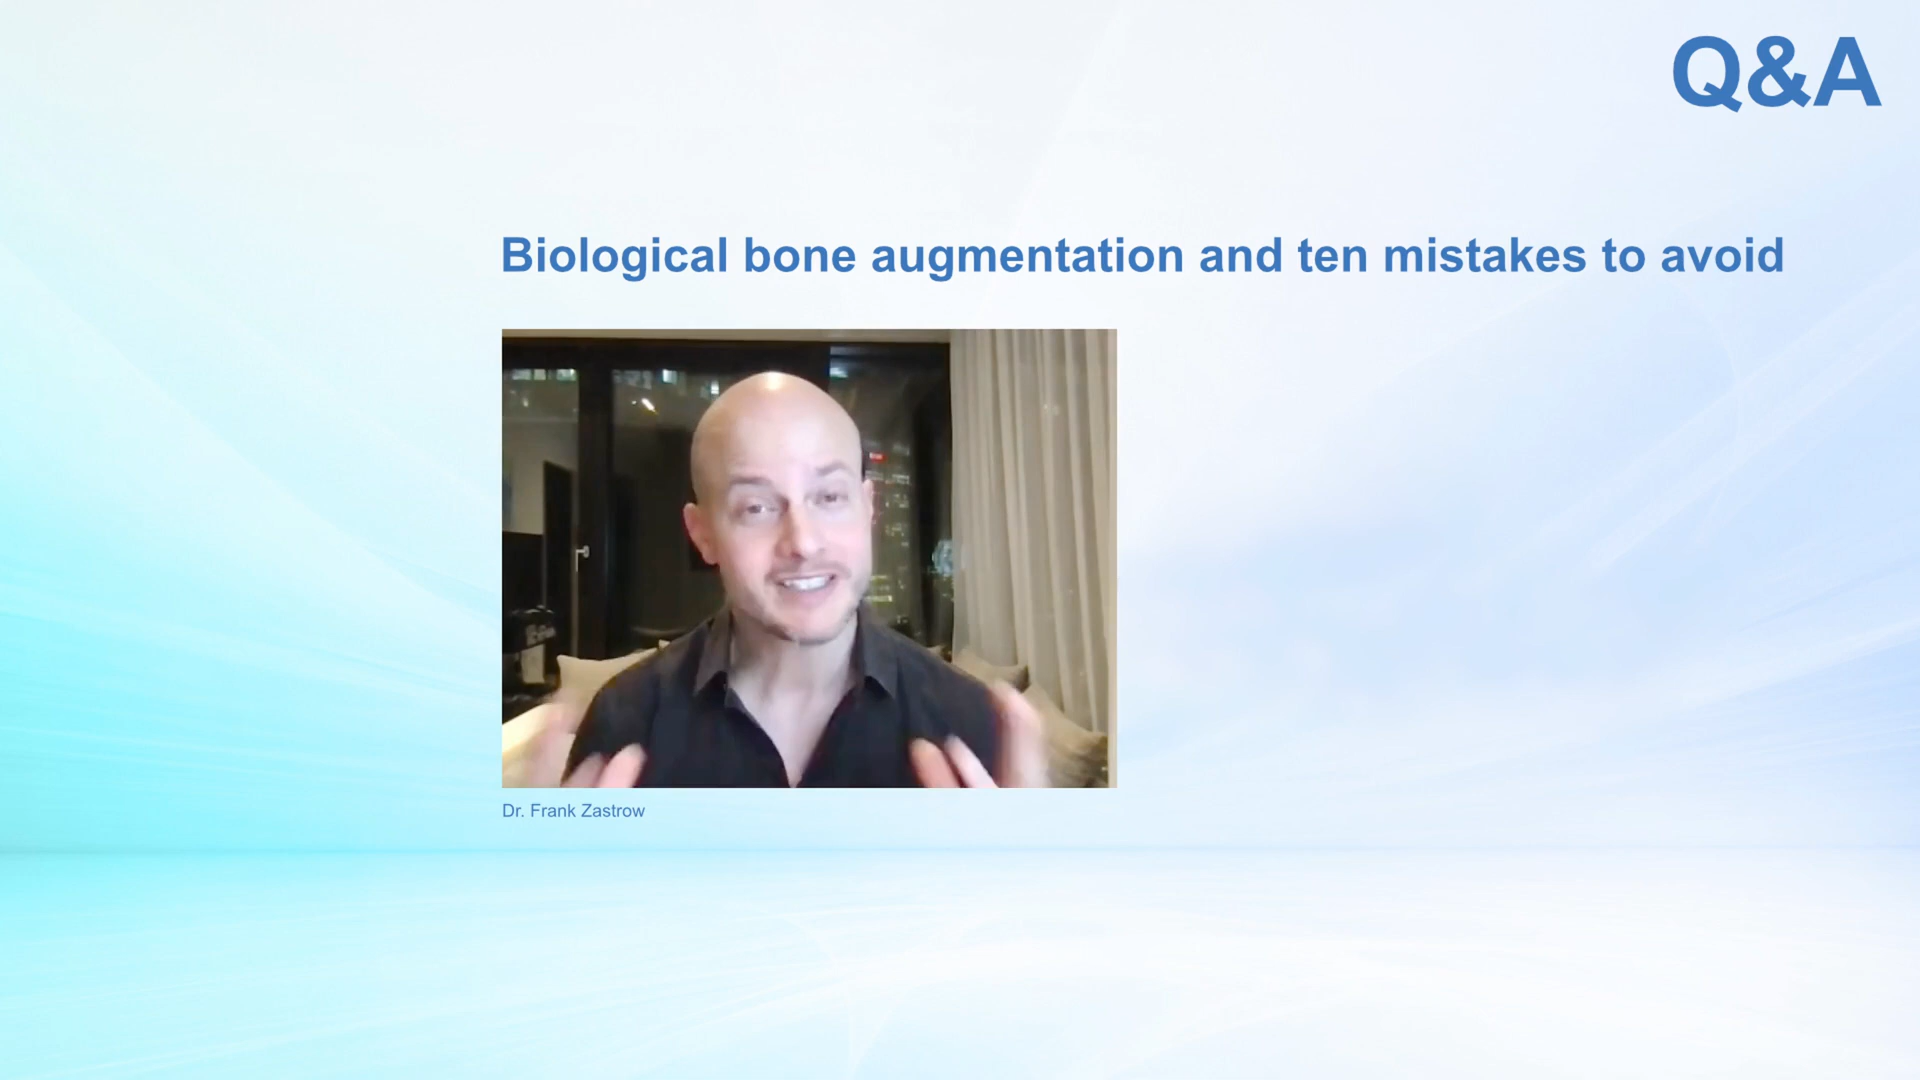 Q&A
Biological bone augmentation and ten mistakes to avoid
Dr. Frank Zastrow